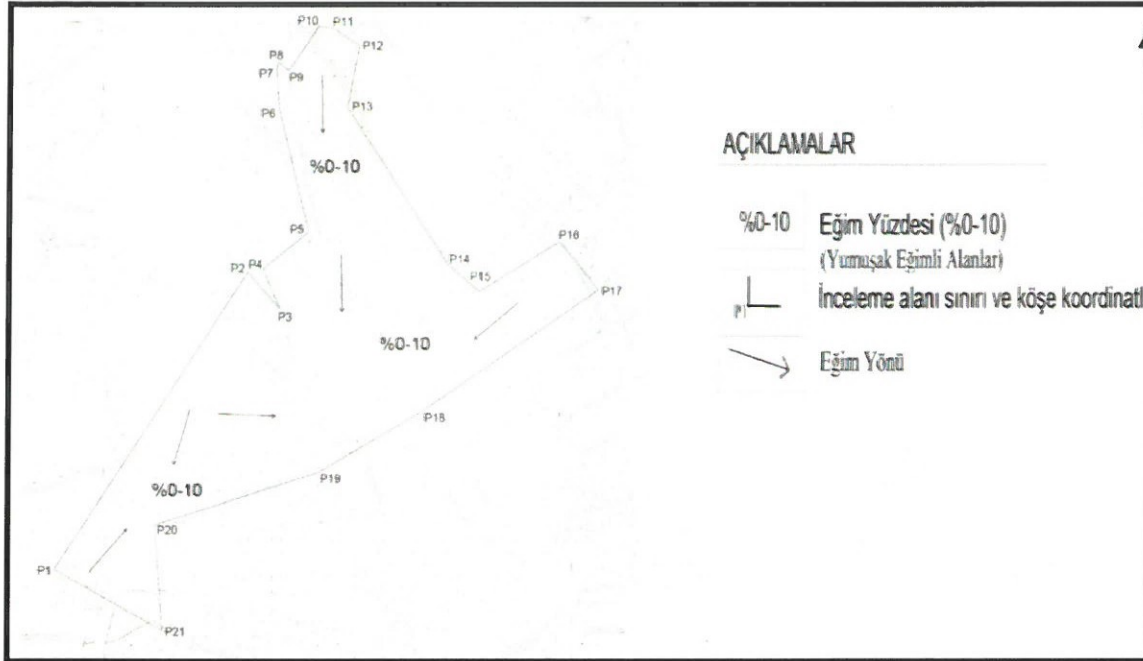 P10 P11
P12
P8
P7
P9
P6
P13
%0-10
P5
P16
P2 P4
P14
P15
P17
P3
%0-10
P18
P19
%0-10
P20
P1
P21
AÇIKLAMALAR
%0-10 Eğim Yüzdesi (%0-10)
(Yumuşak Eğimli Alanlar)
P1 İnceleme alanı sınırı ve köşe koordinatl
Eğim Yönü